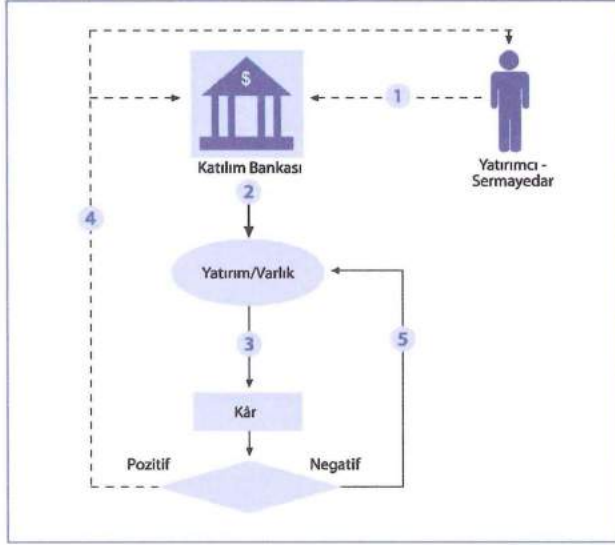 $
1
Katılım Bankası
Yatırımcı -
Sermayedar
2
4
Yatırım/Varlık
3
5
Kâr
Pozitif
Negatif